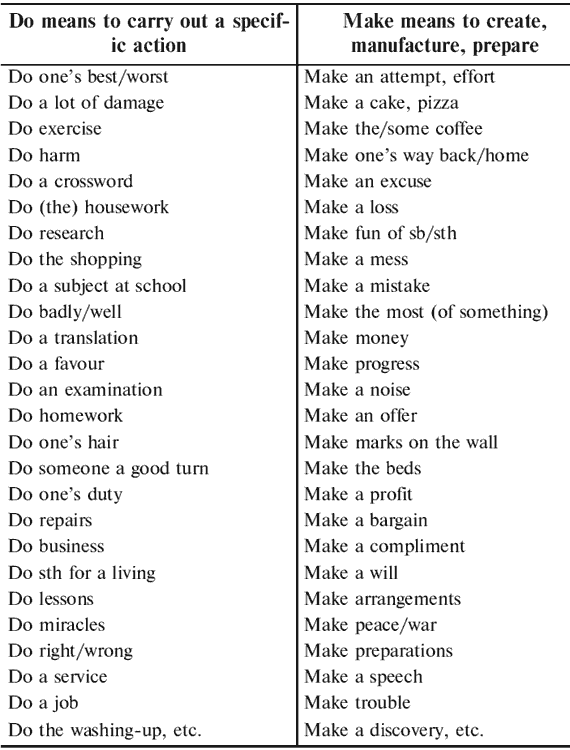 Do means to carry out a specif-
ic action
Make means to create,
manufacture, prepare
Do one's best/worst
Make an attempt, effort
Do a lot of damage
Make a cake, pizza
Do exercise
Make the/some coffee
Do harm
Make one's way back/home
Do a crossword
Make an excuse
Do (the) housework
Make a loss
Do research
Make fun of sb/sth
Do the shopping
Make a mess
Do a subject at school
Make a mistake
Do badly/well
Make the most (of something)
Do a translation
Make money
Do a favour
Make progress
Do an examination
Make a noise
Do homework
Make an offer
Do one's hair
Make marks on the wall
Do someone a good turn
Make the beds
Do one's duty
Make a profit
Do repairs
Make a bargain
Do business
Make a compliment
Do sth for a living
Make a will
Do lessons
Make arrangements
Do miracles
Make peace/war
Do right/wrong
Make preparations
Do a service
Make a speech
Do a job
Make trouble
Do the washing-up, etc.
Make a discovery, etc.